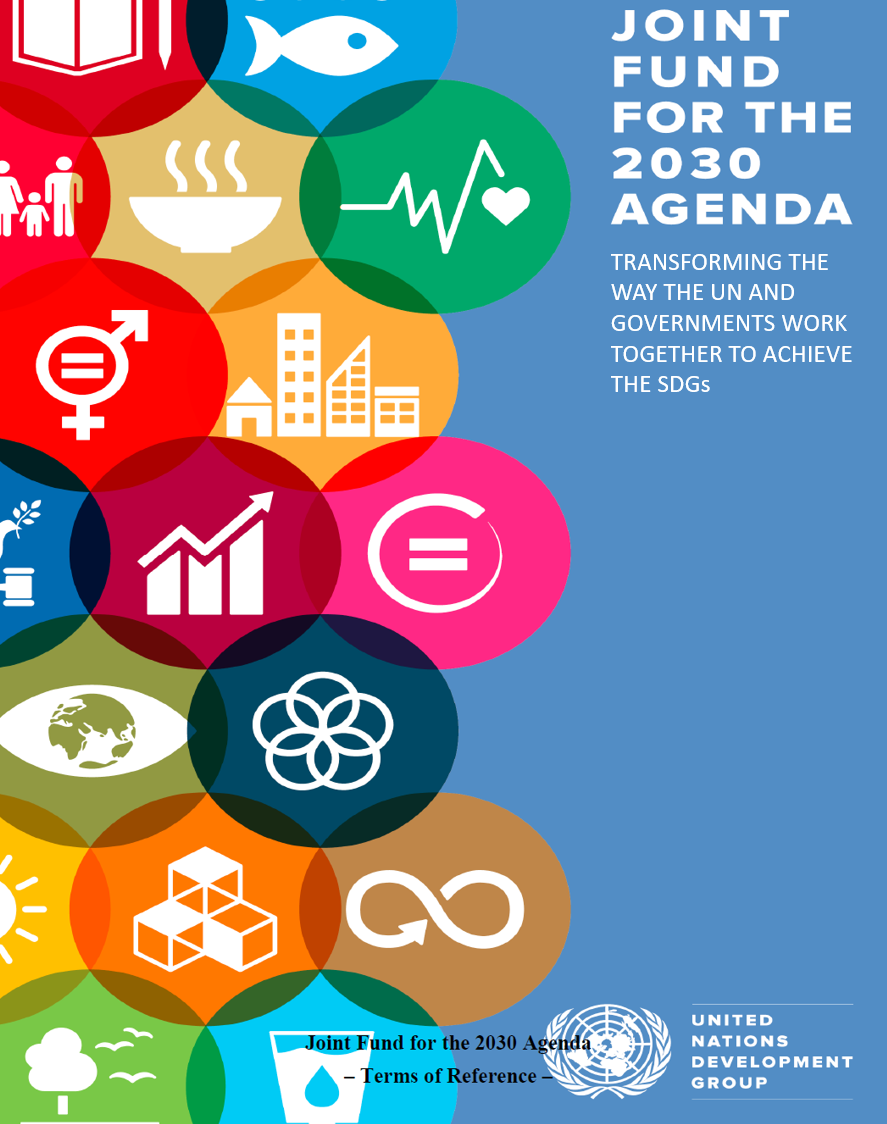 JOINT
FUND
FOR THE
2030
AGENDA
TRANSFORMING THE
WAY THE UN AND
GOVERNMENTS WORK
TOGETHER TO ACHIEVE
THE SDGs
Joint Fund for the 2030 Agenda
– Terms of Reference –
UNITED
NATIONS
DEVELOPMENT
GROUP